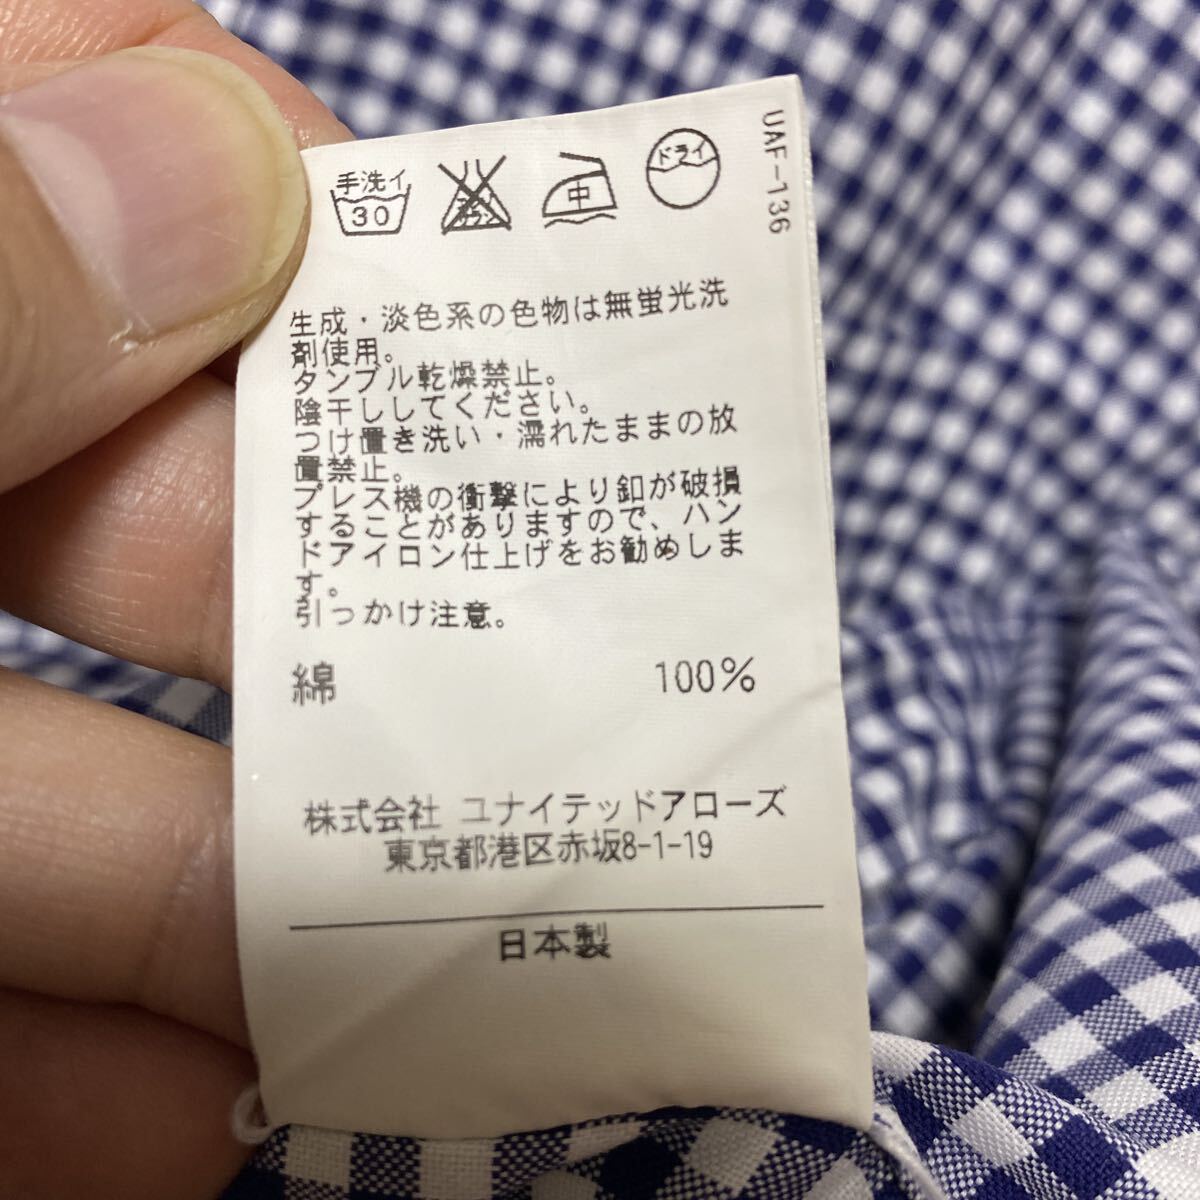 手洗イ
30
エンソ
サラシ
中
ドライ
UAF-136
生成・淡色系の色物は無蛍光洗
剤使用。
タンブル乾燥禁止。
陰干ししてください。
つけ置き洗い・濡れたままの放
置禁止。
プレス機の衝撃により釦が破損
することがありますので、ハン
ドアイロン仕上げをお勧めしま
す。
引っかけ注意。
綿 100%
株式会社 ユナイテッドアローズ
東京都港区赤坂8-1-19
日本製